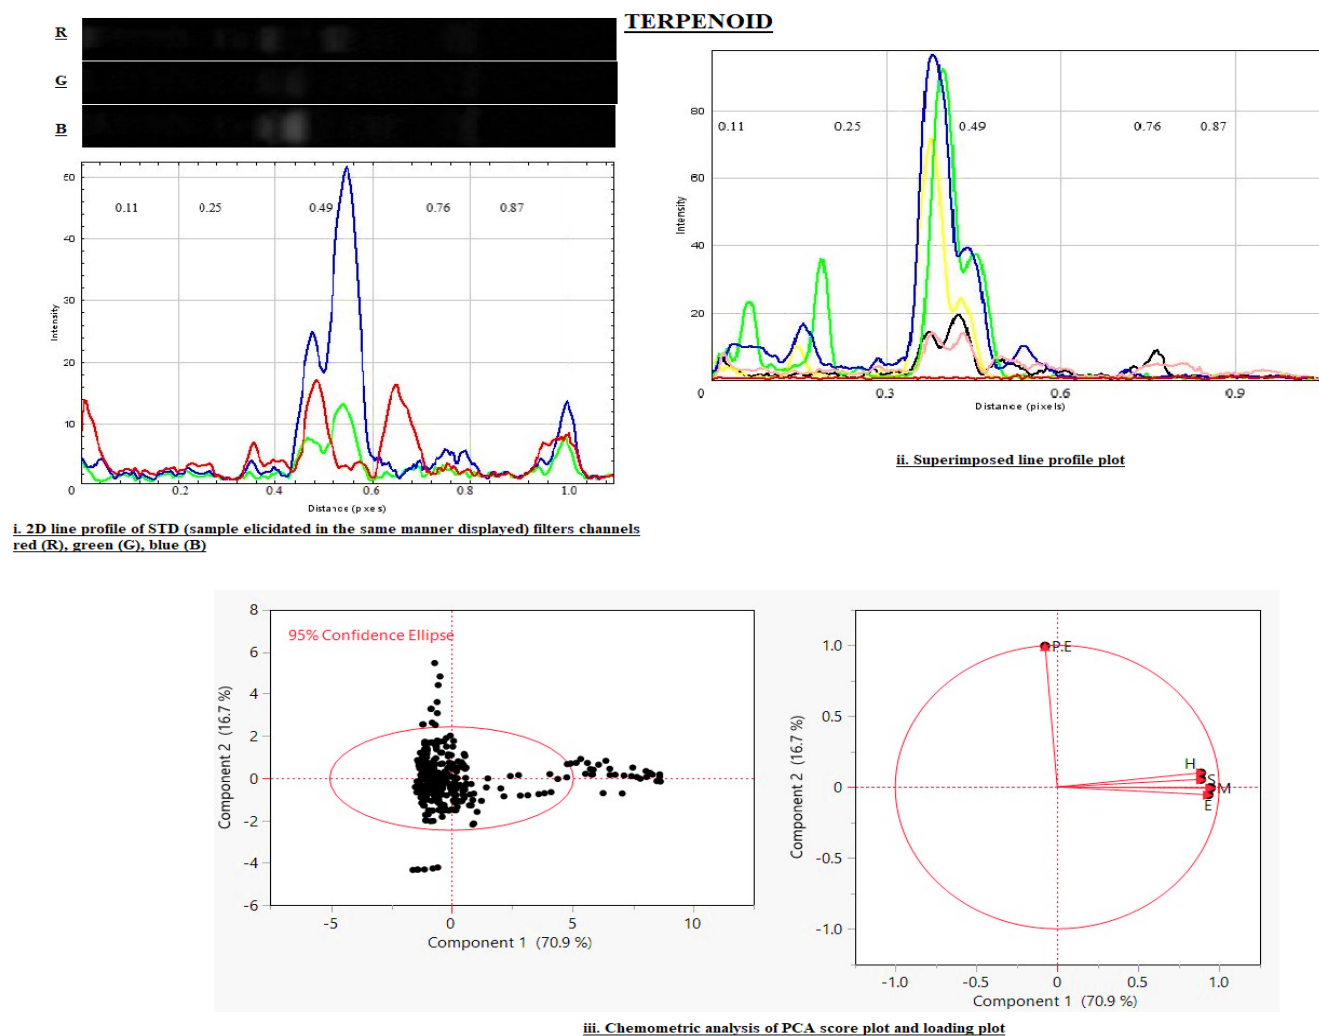 TERPENOID
R
G
B
50
40
30
20
10
0
Intensity
0.11 0.25 0.49 0.76 0.87
0 0.2 0.4 0.6 0.8 1.0
Distance (pixels)
i. 2D line profile of STD (sample elicidated in the same manner displayed) filters channels
red (R), green (G), blue (B)
80
60
40
20
0
Intensity
0.11 0.25 0.49 0.76 0.87
0 0.3 0.6 0.9
Distance (pixels)
ii. Superimposed line profile plot
95% Confidence Ellipse
8
6
4
2
0
-2
-4
-6
Component 2 (16.7 %)
-5 0 5 10
Component 1 (70.9 %)
1.0
0.5
0
-0.5
-1.0
Component 2 (16.7 %)
P.E
H
S
M
E
-1.0 -0.5 0 0.5 1.0
Component 1 (70.9 %)
iii. Chemometric analysis of PCA score plot and loading plot